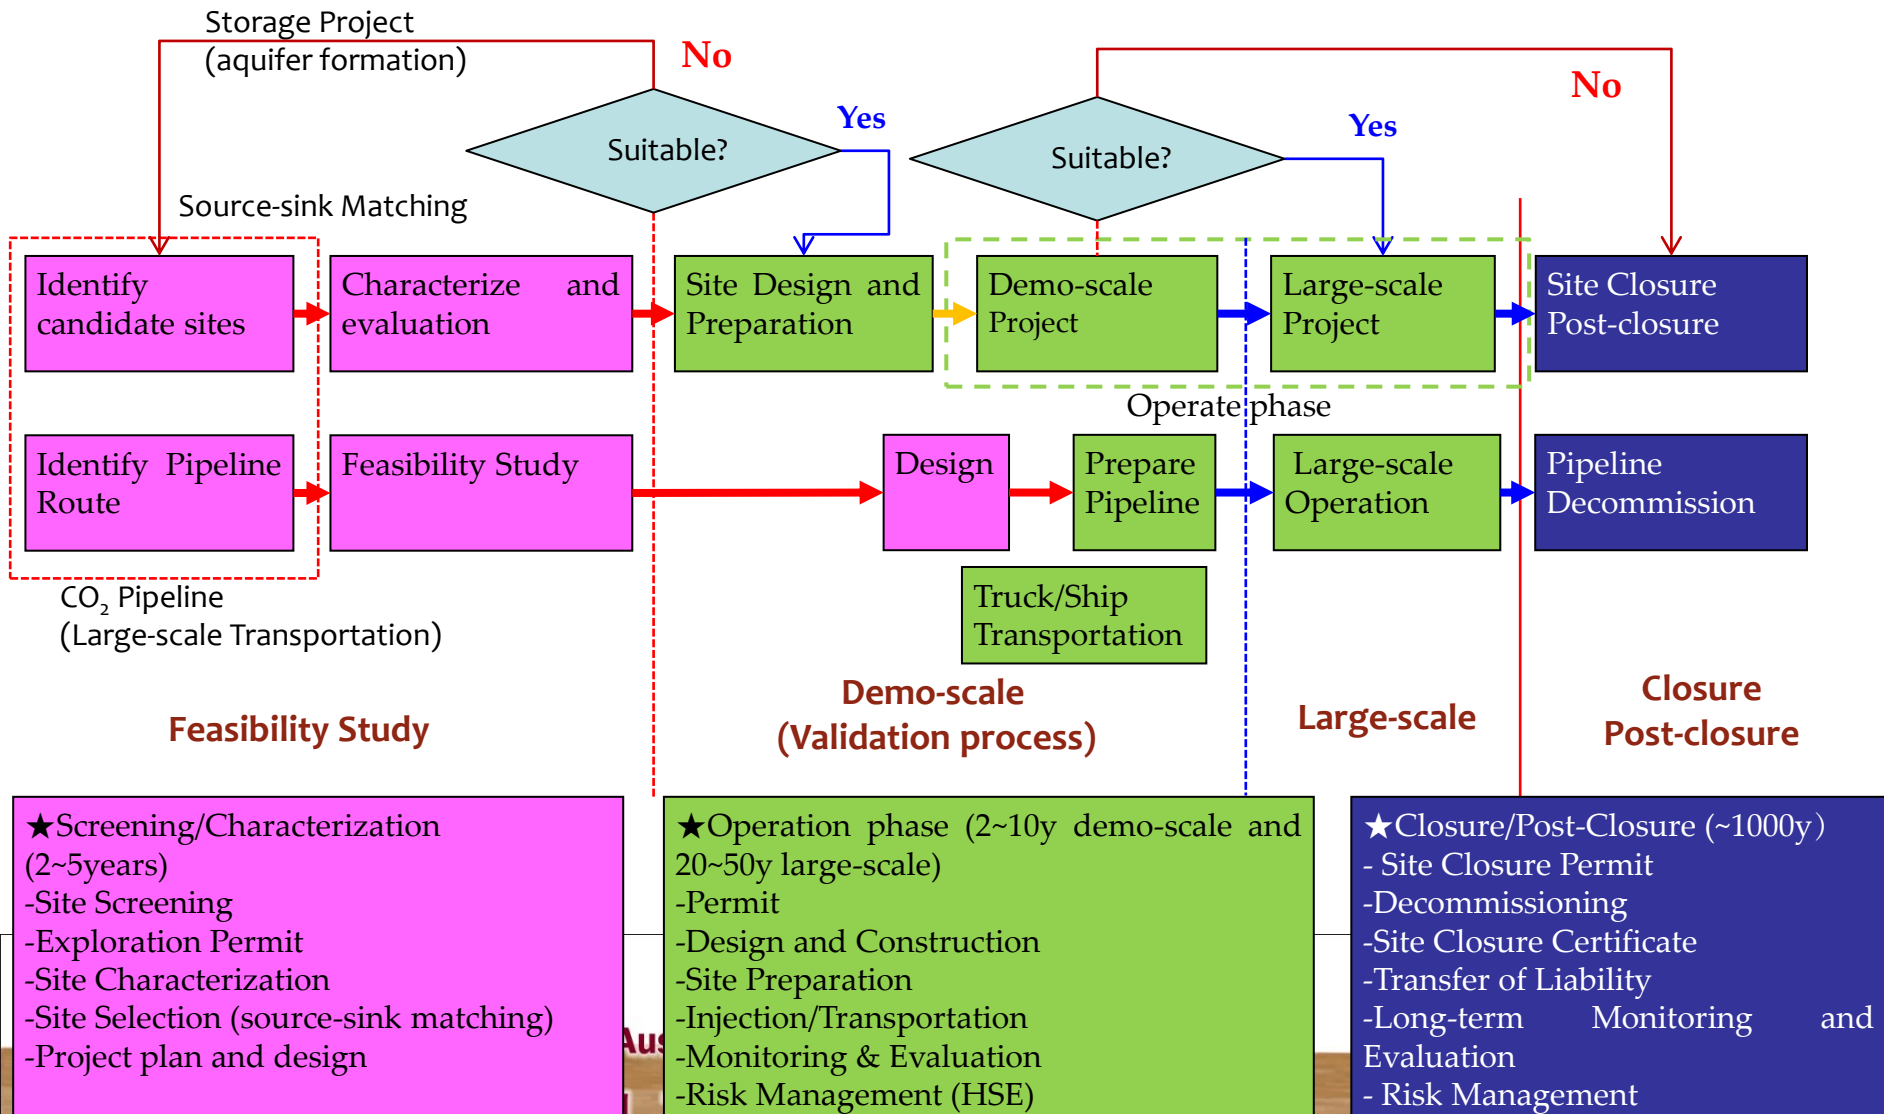 Storage Project
(aquifer formation)
No
Yes
Suitable?
No
Yes
Suitable?
Source-sink Matching
Identify
candidate sites
Characterize and
evaluation
Site Design and
Preparation
Demo-scale
Project
Large-scale
Project
Site Closure
Post-closure
Operate phase
Identify Pipeline
Route
Feasibility Study
Design
Prepare
Pipeline
Large-scale
Operation
Pipeline
Decommission
Truck/Ship
Transportation
CO₂ Pipeline
(Large-scale Transportation)
Feasibility Study
Demo-scale
(Validation process)
Large-scale
Closure
Post-closure
★Screening/Characterization
(2~5years)
-Site Screening
-Exploration Permit
-Site Characterization
-Site Selection (source-sink matching)
-Project plan and design
★Operation phase (2~10y demo-scale and
20~50y large-scale)
-Permit
-Design and Construction
-Site Preparation
-Injection/Transportation
-Monitoring & Evaluation
-Risk Management (HSE)
★Closure/Post-Closure (~1000y)
- Site Closure Permit
-Decommissioning
-Site Closure Certificate
-Transfer of Liability
-Long-term Monitoring and
Evaluation
- Risk Management